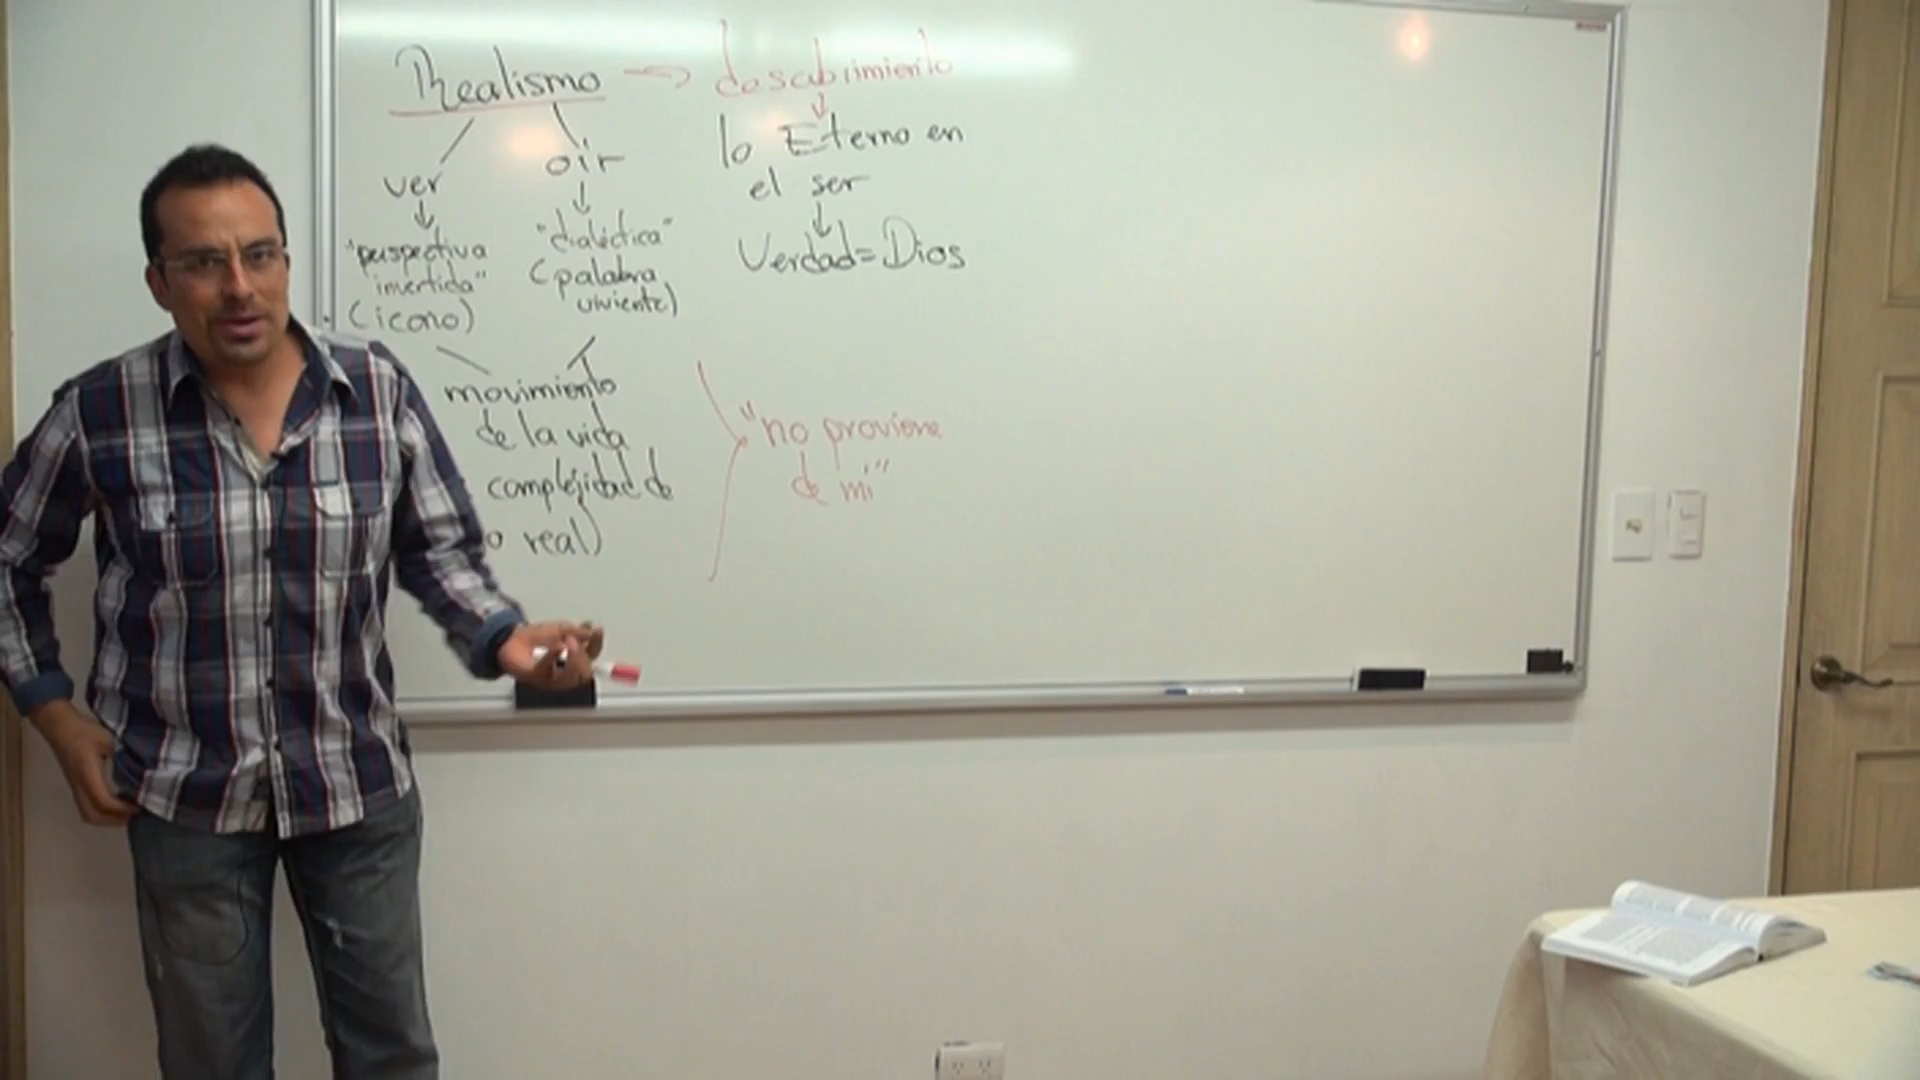 Realismo → descubrimiento
ver
oir
"perspectiva
invertida"
(icono)
"dialéctica"
(palabra
viviente)
movimiento
de la vida
complejidad de
o real)
lo Eterno en
el ser
Verdad=Dios
"no proviene
de mi"